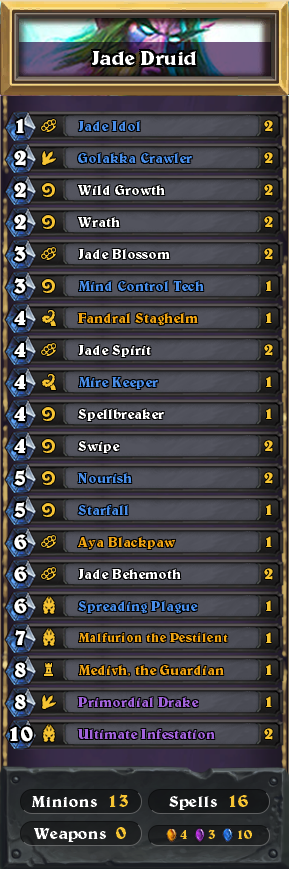 Jade Druid
1 Jade Idol 2
2 Golakka Crawler 2
2 Wild Growth 2
2 Wrath 2
3 Jade Blossom 2
3 Mind Control Tech 1
4 Fandral Staghelm 1
4 Jade Spirit 2
4 Mire Keeper 1
4 Spellbreaker 1
4 Swipe 2
5 Nourish 2
5 Starfall 1
6 Aya Blackpaw 1
6 Jade Behemoth 2
6 Spreading Plague 1
7 Malfurion the Pestilent 1
8 Medivh, the Guardian 1
8 Primordial Drake 1
10 Ultimate Infestation 2
Minions 13 Spells 16
Weapons 0 4 3 10